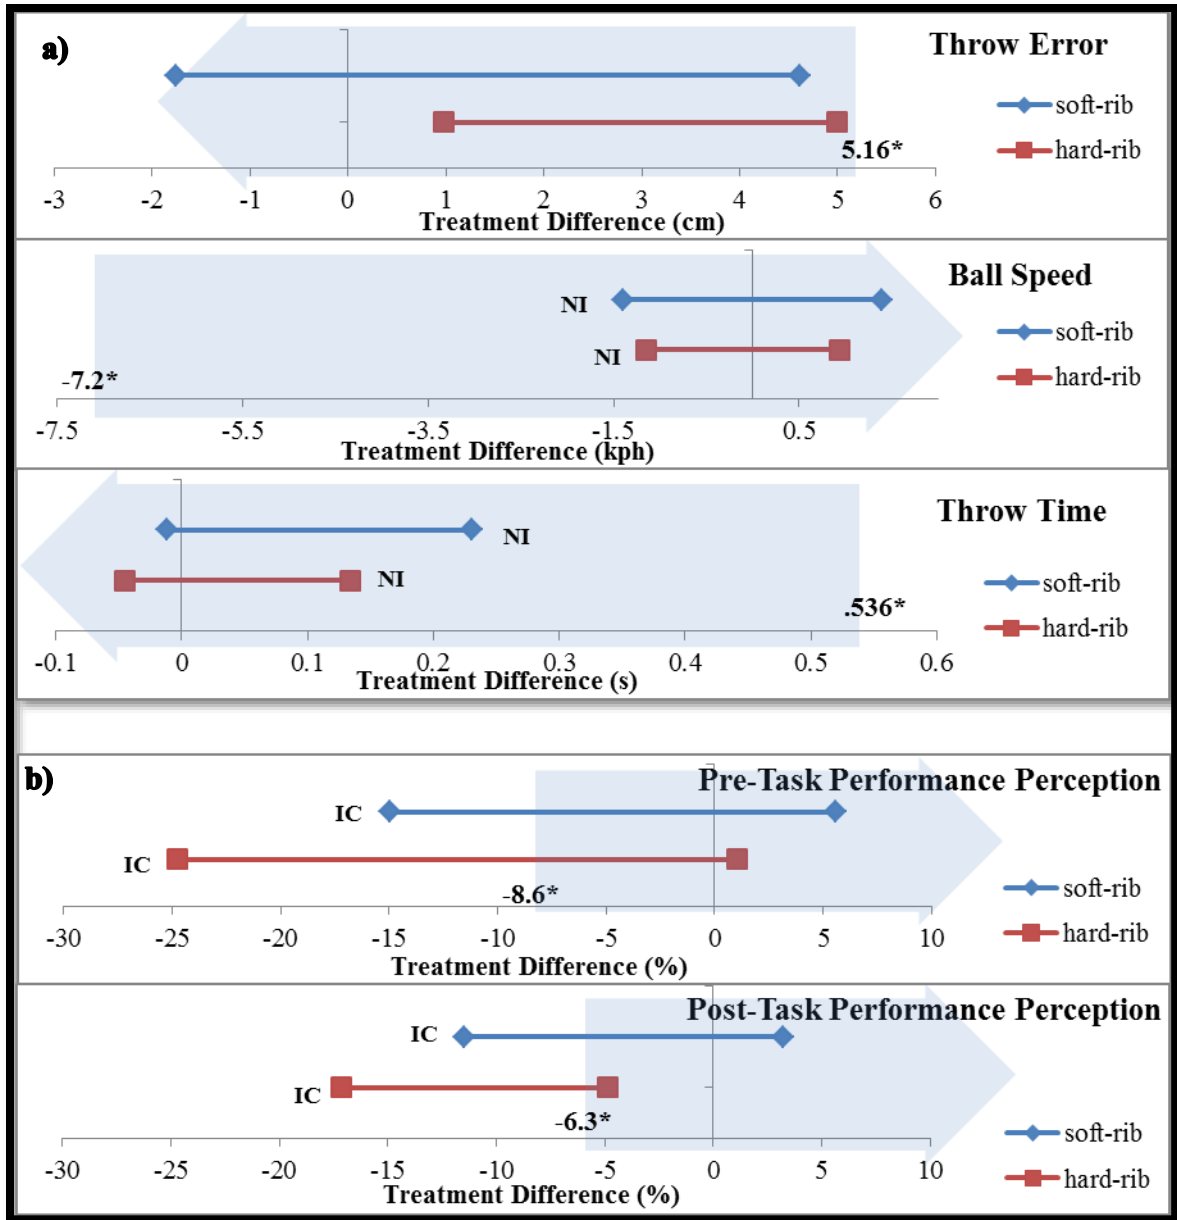 a)
Throw Error
soft-rib
hard-rib
5.16*
-3 -2 -1 0 1 2 3 4 5 6
Treatment Difference (cm)
Ball Speed
NI
soft-rib
NI
hard-rib
-7.2*
-7.5 -5.5 -3.5 -1.5 0.5
Treatment Difference (kph)
Throw Time
NI
NI
soft-rib
.536*
hard-rib
-0.1 0 0.1 0.2 0.3 0.4 0.5 0.6
Treatment Difference (s)
b)
Pre-Task Performance Perception
IC
IC
soft-rib
-8.6*
hard-rib
-30 -25 -20 -15 -10 -5 0 5 10
Treatment Difference (%)
Post-Task Performance Perception
IC
IC
-6.3*
soft-rib
hard-rib
-30 -25 -20 -15 -10 -5 0 5 10
Treatment Difference (%)